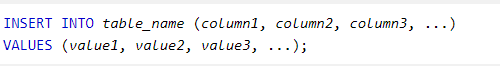 INSERT INTO table_name (column1, column2, column3, ...)
VALUES (value1, value2, value3, ...);